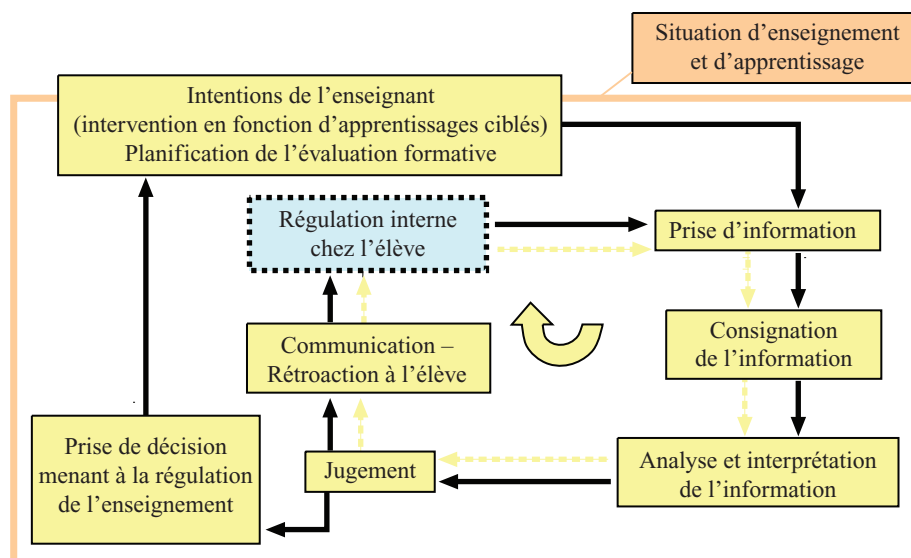 Situation d’enseignement
et d’apprentissage
Intentions de l’enseignant
(intervention en fonction d’apprentissages ciblés)
Planification de l’évaluation formative
Régulation interne
chez l’élève
Prise d’information
Communication –
Rétroaction à l’élève
Consignation
de l’information
Prise de décision
menant à la régulation
de l’enseignement
Jugement
Analyse et interprétation
de l’information